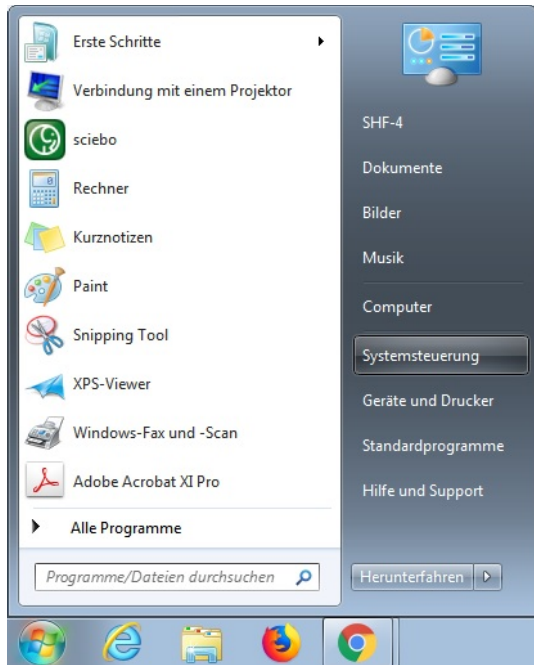 Erste Schritte
Verbindung mit einem Projektor
sciebo
Rechner
Kurznotizen
Paint
Snipping Tool
XPS-Viewer
Windows-Fax und -Scan
Adobe Acrobat XI Pro
Alle Programme
Programme/Dateien durchsuchen
SHF-4
Dokumente
Bilder
Musik
Computer
Systemsteuerung
Geräte und Drucker
Standardprogramme
Hilfe und Support
Herunterfahren